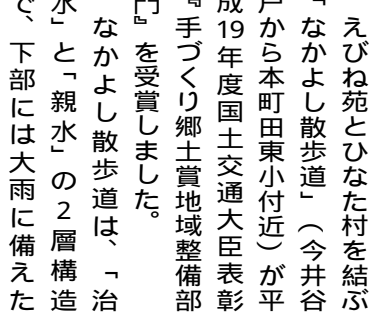 えびね苑とひなた村を結ぶ
「なかよし散歩道」（今井谷
戸から本町田東小付近）が平
成19年度国土交通大臣表彰
『手づくり郷土賞地域整備部
門』を受賞しました。
なかよし散歩道は、「治
水」と「親水」の2層構造
で、下部には大雨に備えた